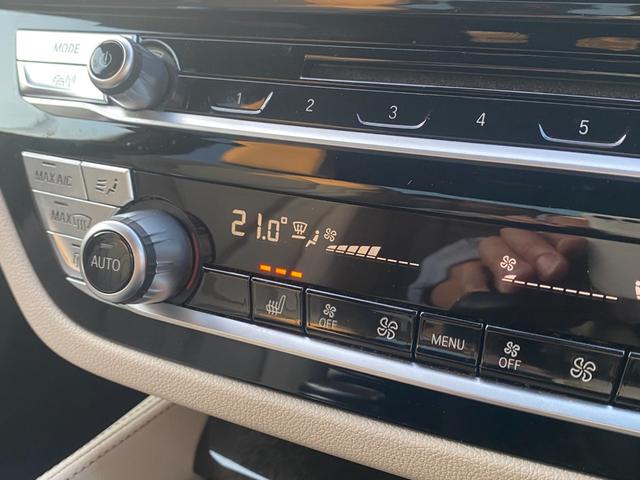 MODE
1 2 3 4 5
MAX A/C
MAX
21.0°
AUTO
OFF
MENU
OFF